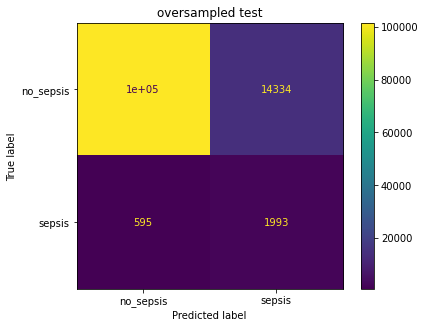 oversampled test
True label
no_sepsis
1e+05
14334
sepsis
595
1993
no_sepsis
sepsis
Predicted label
100000
80000
60000
40000
20000